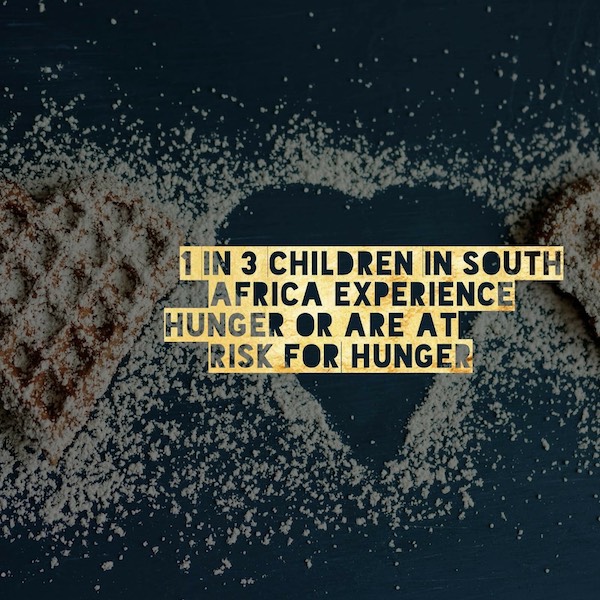 1 IN 3 CHILDREN IN SOUTH
AFRICA EXPERIENCE
HUNGER OR ARE AT
RISK FOR HUNGER